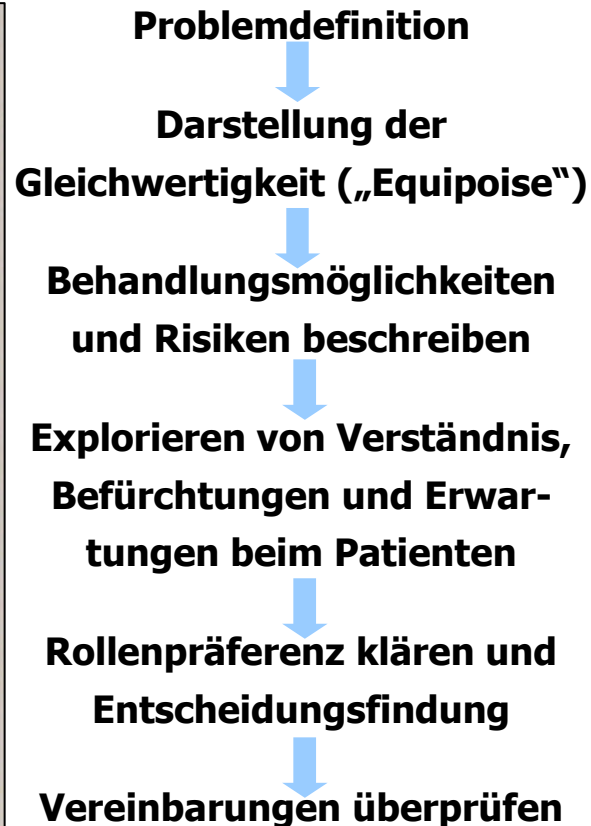 Problemdefinition
Darstellung der
Gleichwertigkeit („Equipoise“)
Behandlungsmöglichkeiten
und Risiken beschreiben
Explorieren von Verständnis,
Befürchtungen und Erwar-
tungen beim Patienten
Rollenpräferenz klären und
Entscheidungsfindung
Vereinbarungen überprüfen